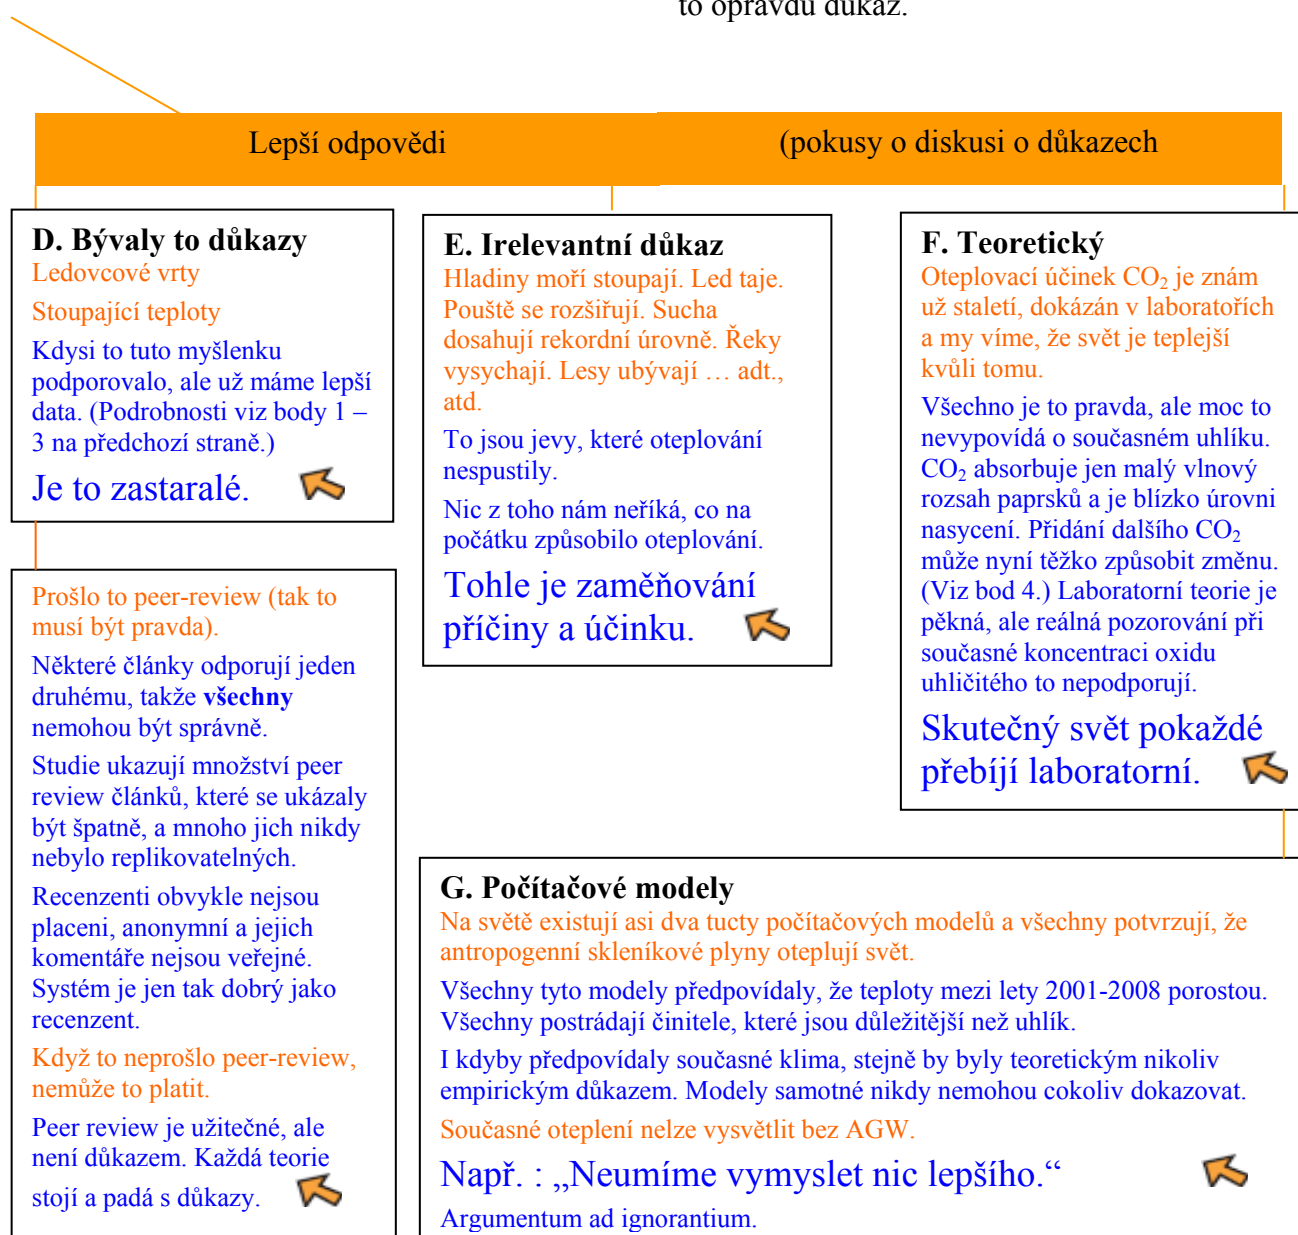 to opravdu důkaz.
Lepší odpovědi
(pokusy o diskusi o důkazech
D. Bývaly to důkazy
Ledovcové vrty
Stoupající teploty
Kdysi to tuto myšlenku
podporovalo, ale už máme lepší
data. (Podrobnosti viz body 1 –
3 na předchozí straně.)
Je to zastaralé.
Prošlo to peer-review (tak to
musí být pravda).
Některé články odporují jeden
druhému, takže všechny
nemohou být správně.
Studie ukazují množství peer
review článků, které se ukázaly
být špatně, a mnoho jich nikdy
nebylo replikovatelných.
Recenzenti obvykle nejsou
placeni, anonymní a jejich
komentáře nejsou veřejné.
Systém je jen tak dobrý jako
recenzent.
Když to neprošlo peer-review,
nemůže to platit.
Peer review je užitečné, ale
není důkazem. Každá teorie
stojí a padá s důkazy.
E. Irelevantní důkaz
Hladiny moří stoupají. Led taje.
Pouště se rozšiřují. Sucha
dosahují rekordní úrovně. Řeky
vysychají. Lesy ubývají … adt.,
atd.
To jsou jevy, které oteplování
nespustily.
Nic z toho nám neříká, co na
počátku způsobilo oteplování.
Tohle je zaměňování
příčiny a účinku.
F. Teoretický
Oteplovací účinek CO₂ je znám
už staletí, dokázán v laboratořích
a my víme, že svět je teplejší
kvůli tomu.
Všechno je to pravda, ale moc to
nevypovídá o současném uhlíku.
CO₂ absorbuje jen malý vlnový
rozsah paprsků a je blízko úrovni
nasycení. Přidání dalšího CO₂
může nyní těžko způsobit změnu.
(Viz bod 4.) Laboratorní teorie je
pěkná, ale reálná pozorování při
současné koncentraci oxidu
uhličitého to nepodporují.
Skutečný svět pokaždé
přebíjí laboratorní.
G. Počítačové modely
Na světě existují asi dva tucty počítačových modelů a všechny potvrzují, že
antropogenní skleníkové plyny oteplují svět.
Všechny tyto modely předpovídaly, že teploty mezi lety 2001-2008 porostou.
Všechny postrádají činitele, které jsou důležitější než uhlík.
I kdyby předpovídaly současné klima, stejně by byly teoretickým nikoliv
empirickým důkazem. Modely samotné nikdy nemohou cokoliv dokazovat.
Současné oteplení nelze vysvětlit bez AGW.
Např. : „Neumíme vymyslet nic lepšího.“
Argumentum ad ignorantium.